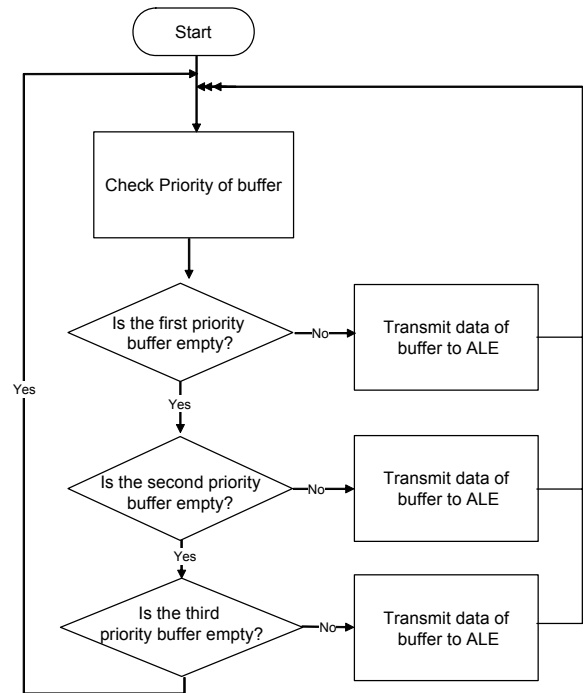 Start
Check Priority of buffer
Is the first priority
buffer empty?
No
Transmit data of
buffer to ALE
Yes
Yes
Is the second priority
buffer empty?
No
Transmit data of
buffer to ALE
Yes
Is the third
priority buffer empty?
No
Transmit data of
buffer to ALE